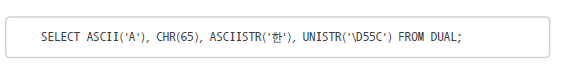 SELECT ASCII('A'), CHR(65), ASCIISTR('한'), UNISTR('\D55C') FROM DUAL;